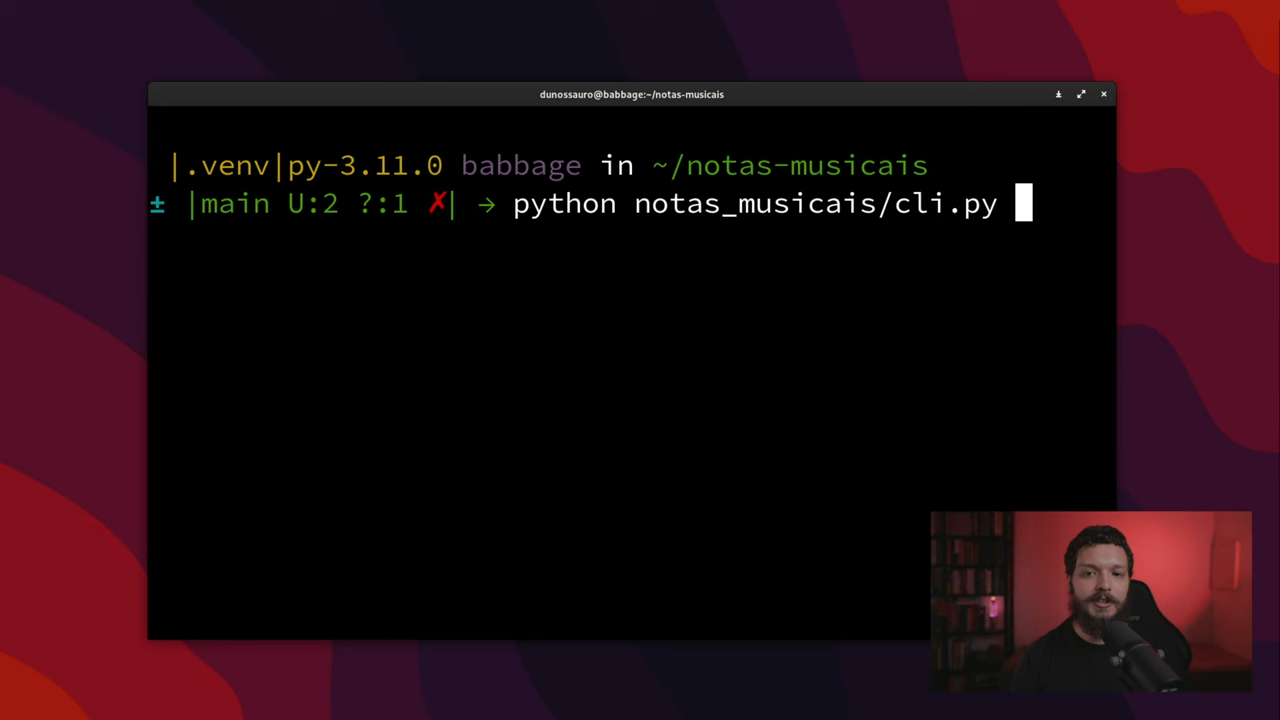 dunossauro@babbage:~/notas-musicais
|.venv|py-3.11.0 babbage in ~/notas-musicais
± |main U:2 ?:1 ✗| → python notas_musicais/cli.py